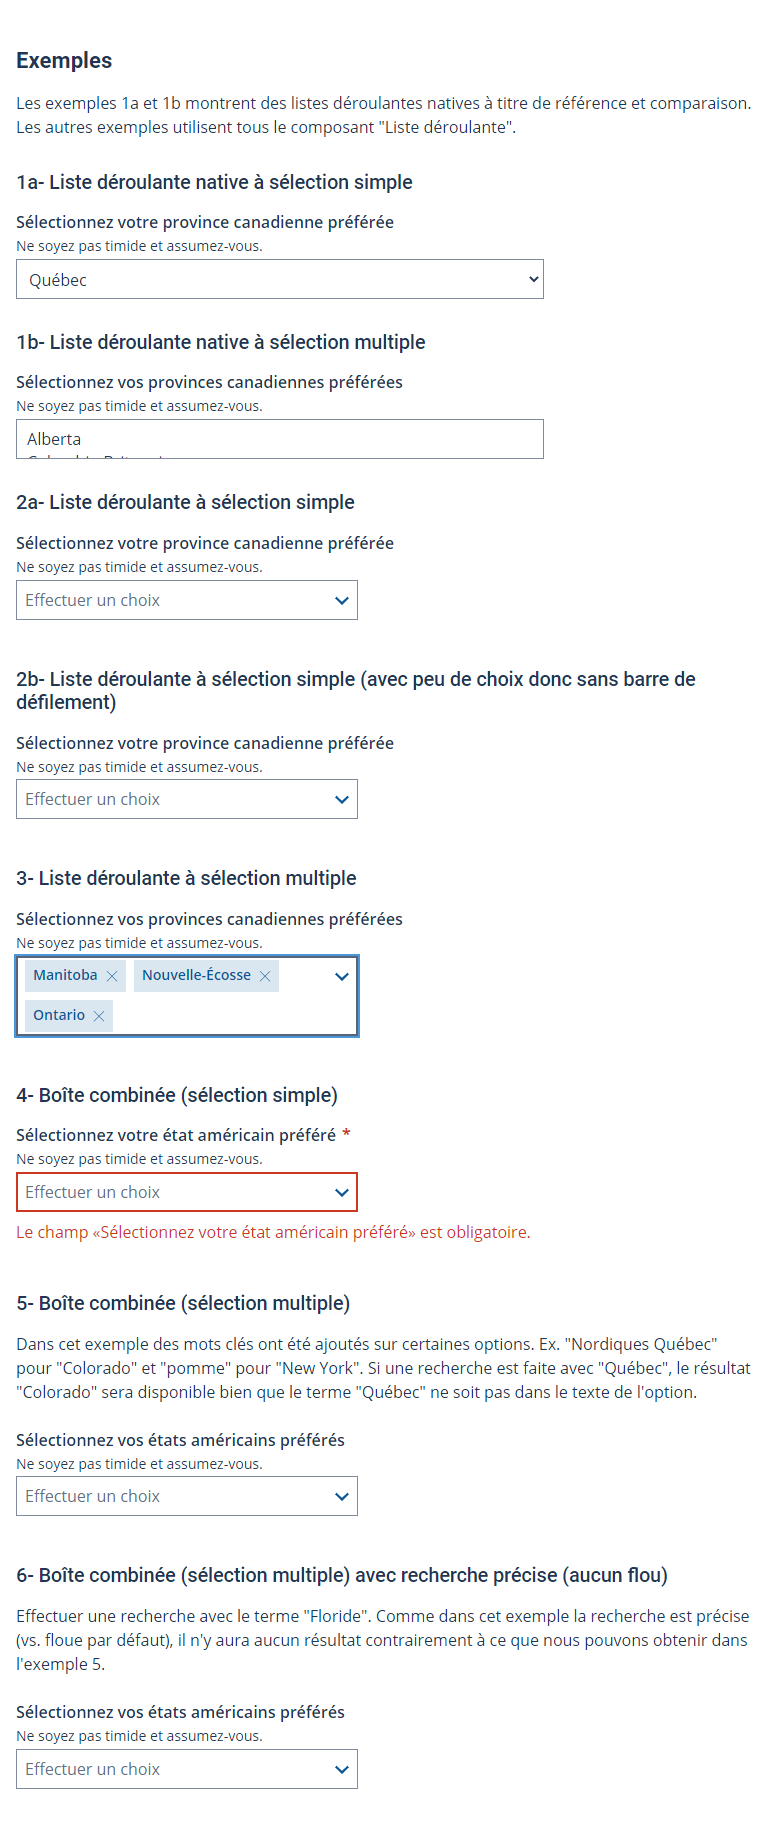 Exemples
Les exemples 1a et 1b montrent des listes déroulantes natives à titre de référence et comparaison.
Les autres exemples utilisent tous le composant "Liste déroulante".
1a- Liste déroulante native à sélection simple
Sélectionnez votre province canadienne préférée
Ne soyez pas timide et assumez-vous.
Québec
1b- Liste déroulante native à sélection multiple
Sélectionnez vos provinces canadiennes préférées
Ne soyez pas timide et assumez-vous.
Alberta
2a- Liste déroulante à sélection simple
Sélectionnez votre province canadienne préférée
Ne soyez pas timide et assumez-vous.
Effectuer un choix
2b- Liste déroulante à sélection simple (avec peu de choix donc sans barre de
défilement)
Sélectionnez votre province canadienne préférée
Ne soyez pas timide et assumez-vous.
Effectuer un choix
3- Liste déroulante à sélection multiple
Sélectionnez vos provinces canadiennes préférées
Ne soyez pas timide et assumez-vous.
Manitoba Nouvelle-Écosse
Ontario
4- Boîte combinée (sélection simple)
Sélectionnez votre état américain préféré *
Ne soyez pas timide et assumez-vous.
Effectuer un choix
Le champ «Sélectionnez votre état américain préféré» est obligatoire.
5- Boîte combinée (sélection multiple)
Dans cet exemple des mots clés ont été ajoutés sur certaines options. Ex. "Nordiques Québec"
pour "Colorado" et "pomme" pour "New York". Si une recherche est faite avec "Québec", le résultat
"Colorado" sera disponible bien que le terme "Québec" ne soit pas dans le texte de l'option.
Sélectionnez vos états américains préférés
Ne soyez pas timide et assumez-vous.
Effectuer un choix
6- Boîte combinée (sélection multiple) avec recherche précise (aucun flou)
Effectuer une recherche avec le terme "Floride". Comme dans cet exemple la recherche est précise
(vs. floue par défaut), il n'y aura aucun résultat contrairement à ce que nous pouvons obtenir dans
l'exemple 5.
Sélectionnez vos états américains préférés
Ne soyez pas timide et assumez-vous.
Effectuer un choix